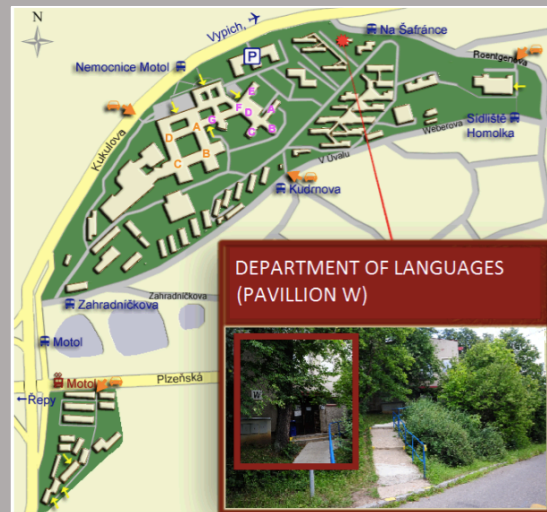 N
Vypich,
Na Šafránce
P
Nemocnice Motol
Roentgenova
E
F
A
D
G
C
B
A
D
B
C
Kukulova
Sídliště
Homolka
Weberova
V Úvalu
Kudrnova
DEPARTMENT OF LANGUAGES
(PAVILLION W)
Zahradníčkova
Zahradníčkova
Motol
Motol
Plzeňská
←Řepy
W